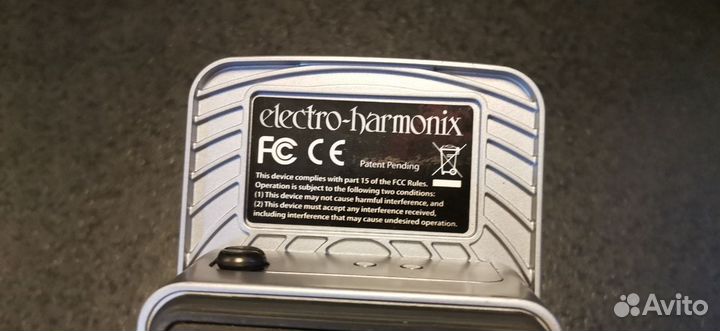 electro-harmonix
FC CE
Patent Pending
This device complies with part 15 of the FCC Rules.
Operation is subject to the following two conditions:
(1) This device may not cause harmful interference, and
(2) This device must accept any interference received,
including interference that may cause undesired operation.
Avito